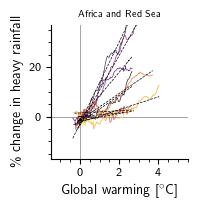 Africa and Red Sea
% change in heavy rainfall
20
0
0 2 4
Global warming [°C]